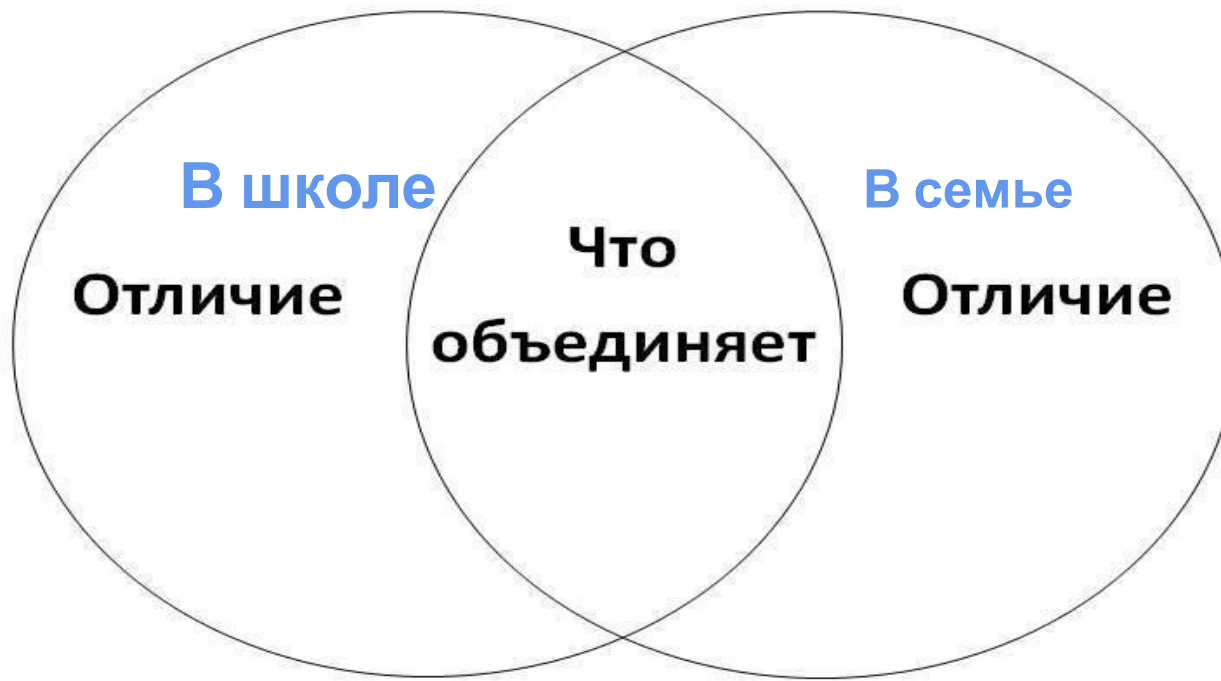 В школе
Отличие
Что
объединяет
В семье
Отличие